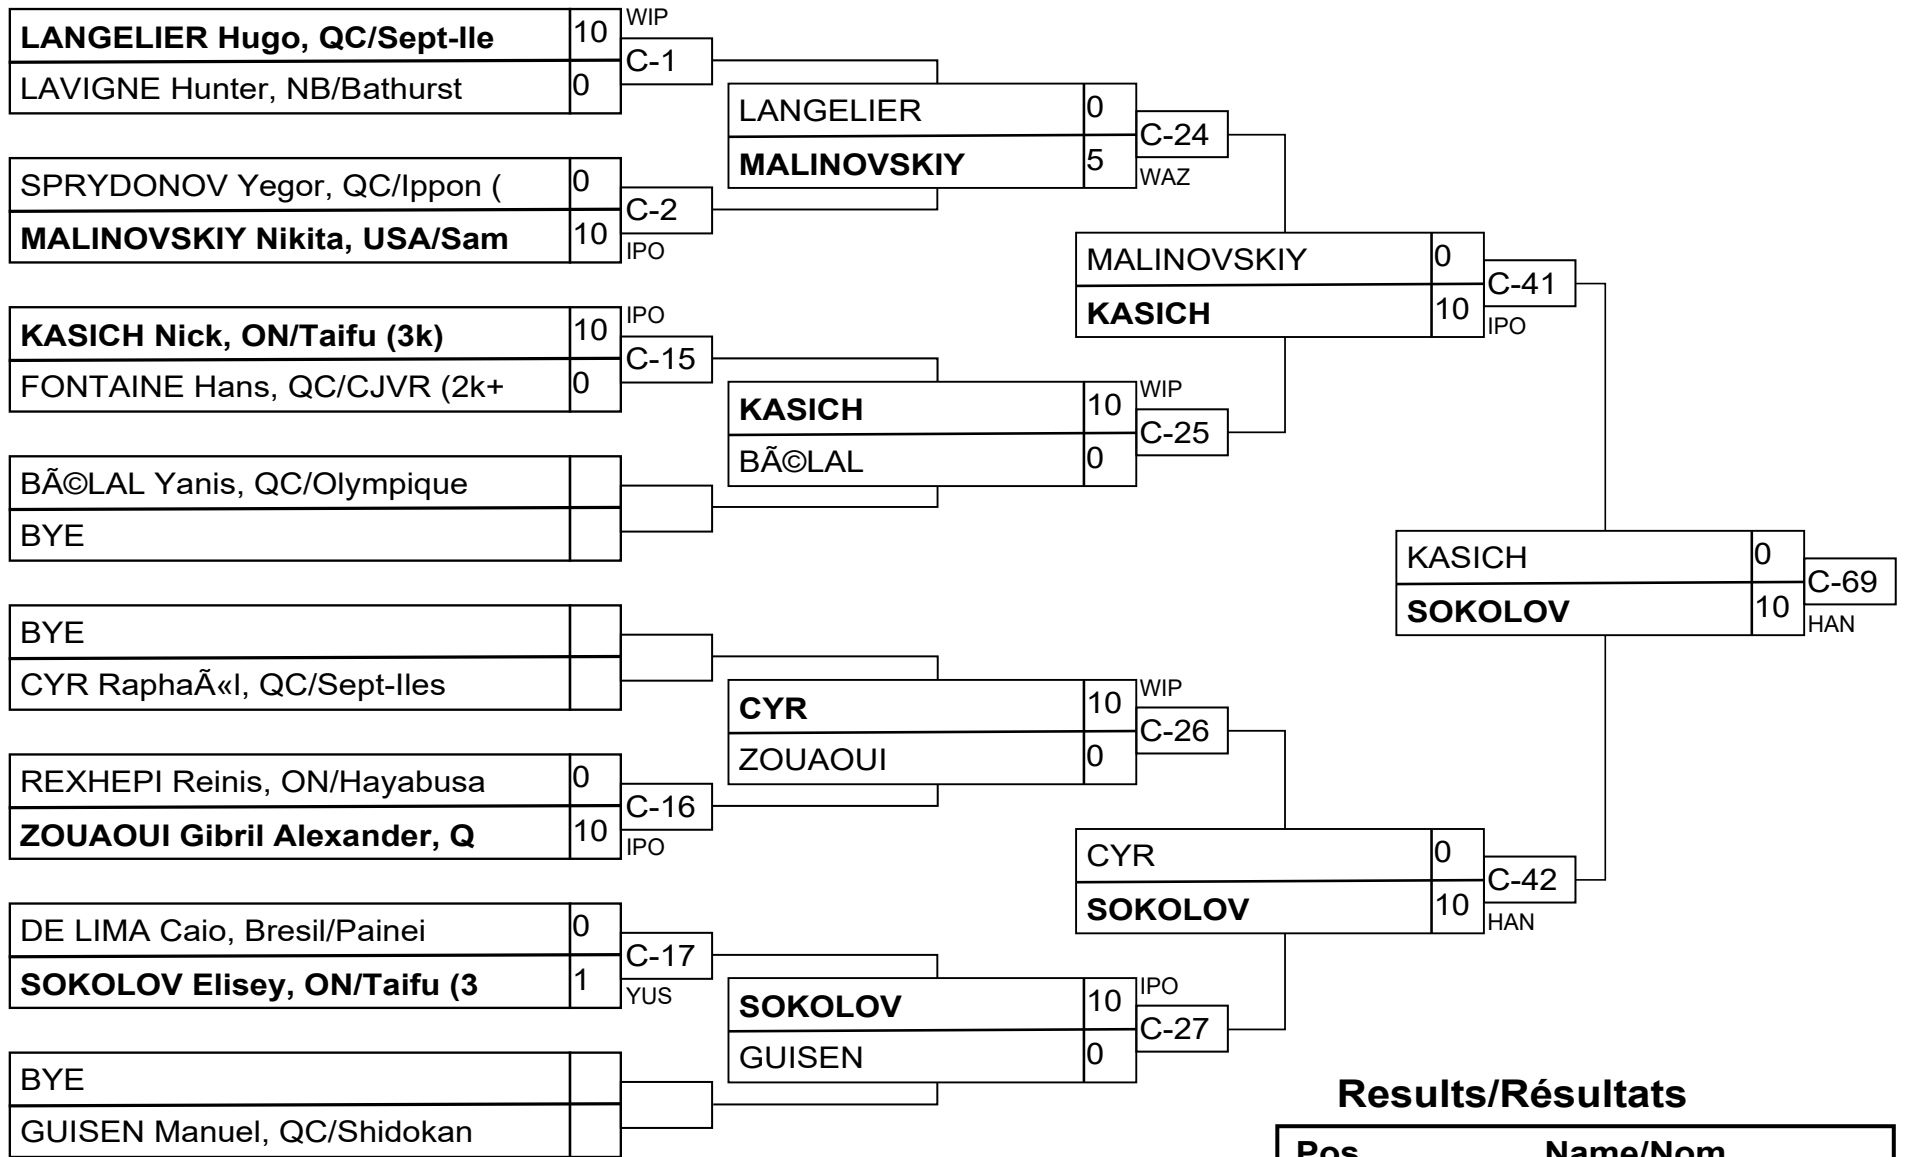 LANGELIER Hugo, QC/Sept-Ile 10 WIP
C-1
LAVIGNE Hunter, NB/Bathurst 0
SPRYDONOV Yegor, QC/Ippon ( 0
C-2
MALINOVSKIY Nikita, USA/Sam 10 IPO
KASICH Nick, ON/Taifu (3k) 10 IPO
C-15
FONTAINE Hans, QC/CJVR (2k+ 0
BÃ©LAL Yanis, QC/Olympique
BYE
BYE
CYR RaphaÃ«l, QC/Sept-Iles
REXHEPI Reinis, ON/Hayabusa 0
C-16
ZOUAOUI Gibril Alexander, Q 10 IPO
DE LIMA Caio, Bresil/Painei 0
C-17
SOKOLOV Elisey, ON/Taifu (3 1 YUS
BYE
GUISEN Manuel, QC/Shidokan
LANGELIER 0
C-24
MALINOVSKIY 5 WAZ
KASICH 10 WIP
C-25
BÃ©LAL 0
CYR 10 WIP
C-26
ZOUAOUI 0
SOKOLOV 10 IPO
C-27
GUISEN 0
MALINOVSKIY 0
C-41
KASICH 10 IPO
CYR 0
C-42
SOKOLOV 10 HAN
KASICH 0
C-69
SOKOLOV 10 HAN
Results/Résultats
Pos Name/Nom